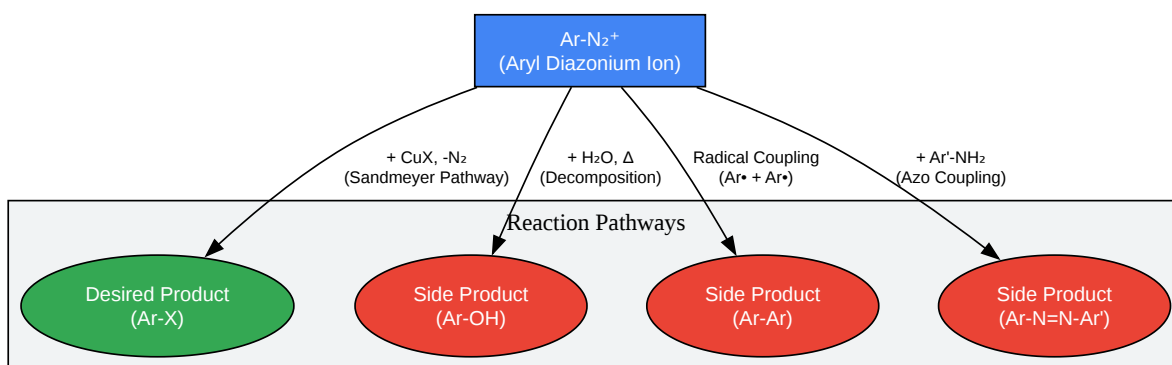 Ar-N₂⁺
(Aryl Diazonium Ion)
+ CuX, -N₂
(Sandmeyer Pathway)
+ H₂O, Δ
(Decomposition)
Radical Coupling
(Ar• + Ar•)
+ Ar'-NH₂
(Azo Coupling)
Reaction Pathways
Desired Product
(Ar-X)
Side Product
(Ar-OH)
Side Product
(Ar-Ar)
Side Product
(Ar-N=N-Ar')